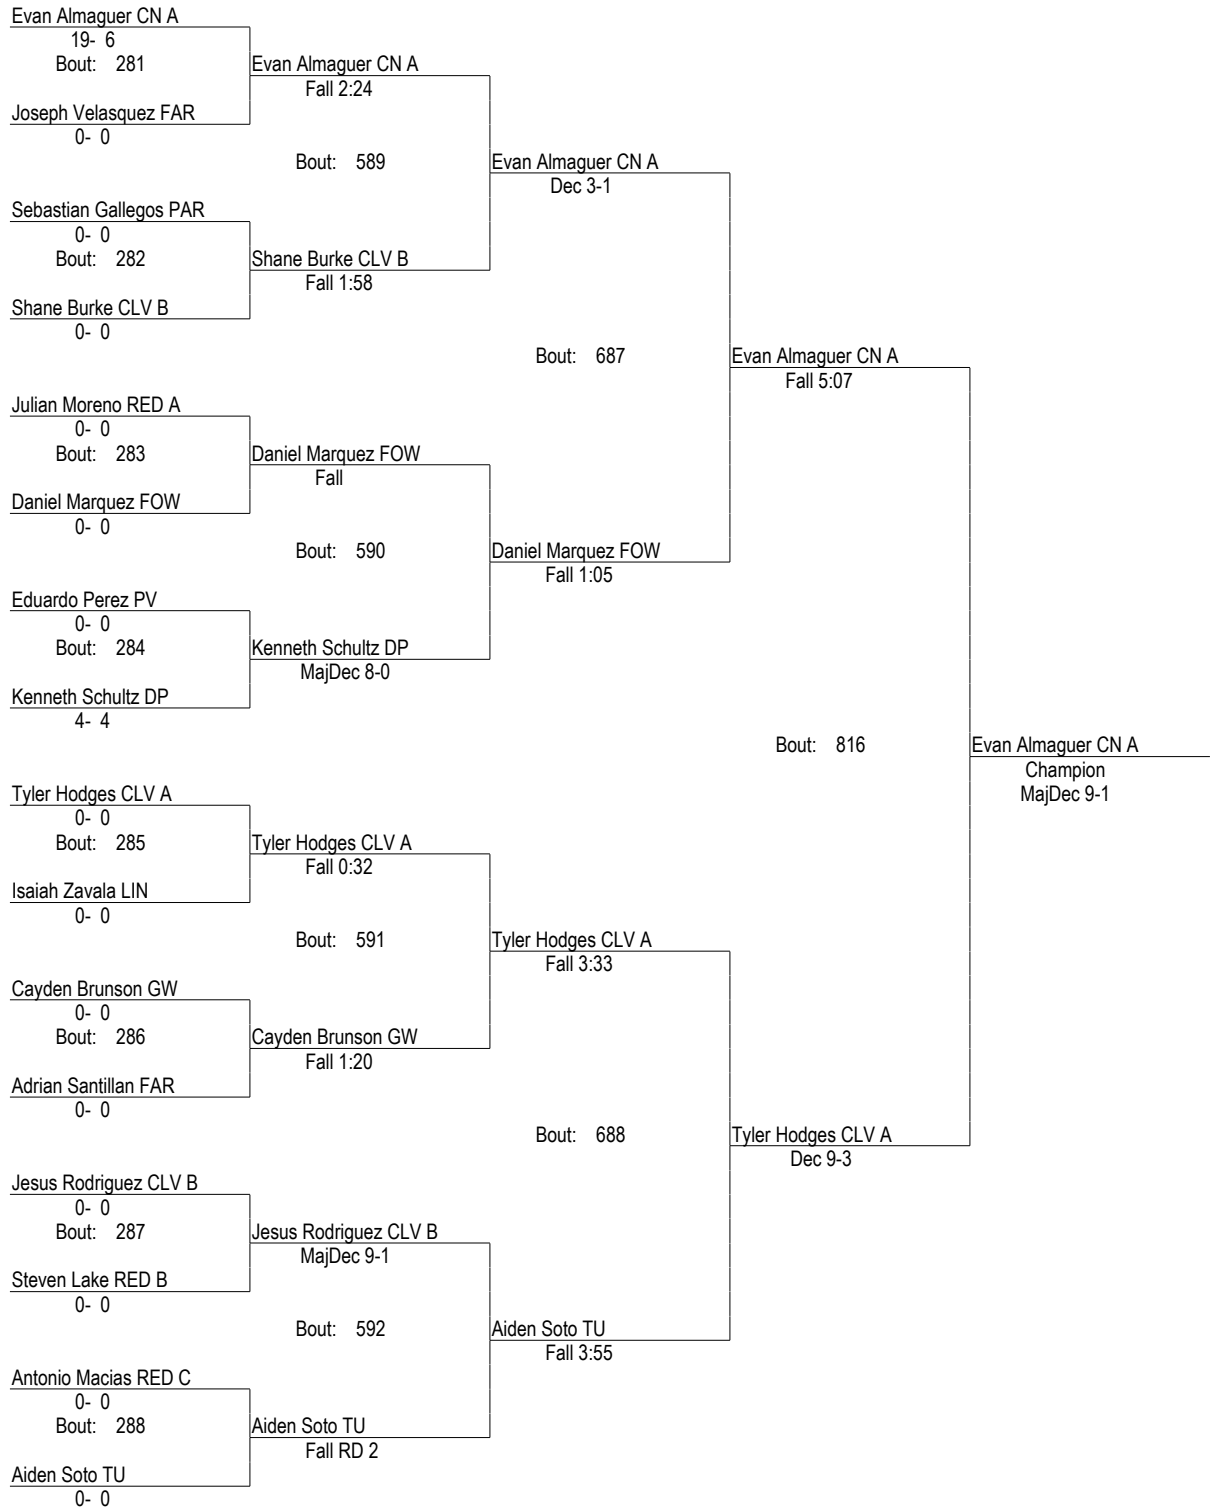 Evan Almaguer CN A
19- 6
Bout: 281
Evan Almaguer CN A
Fall 2:24
Joseph Velasquez FAR
0- 0
Bout: 589
Evan Almaguer CN A
Dec 3-1
Sebastian Gallegos PAR
0- 0
Bout: 282
Shane Burke CLV B
Fall 1:58
Shane Burke CLV B
0- 0
Bout: 687
Evan Almaguer CN A
Fall 5:07
Julian Moreno RED A
0- 0
Bout: 283
Daniel Marquez FOW
Fall
Daniel Marquez FOW
0- 0
Bout: 590
Daniel Marquez FOW
Fall 1:05
Eduardo Perez PV
0- 0
Bout: 284
Kenneth Schultz DP
MajDec 8-0
Kenneth Schultz DP
4- 4
Bout: 816
Evan Almaguer CN A
Champion
MajDec 9-1
Tyler Hodges CLV A
0- 0
Bout: 285
Tyler Hodges CLV A
Fall 0:32
Isaiah Zavala LIN
0- 0
Bout: 591
Tyler Hodges CLV A
Fall 3:33
Cayden Brunson GW
0- 0
Bout: 286
Cayden Brunson GW
Fall 1:20
Adrian Santillan FAR
0- 0
Bout: 688
Tyler Hodges CLV A
Dec 9-3
Jesus Rodriguez CLV B
0- 0
Bout: 287
Jesus Rodriguez CLV B
MajDec 9-1
Steven Lake RED B
0- 0
Bout: 592
Aiden Soto TU
Fall 3:55
Antonio Macias RED C
0- 0
Bout: 288
Aiden Soto TU
Fall RD 2
Aiden Soto TU
0- 0